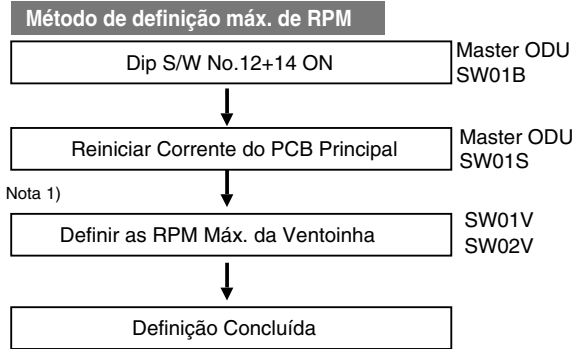 Método de definição máx. de RPM
Dip S/W No.12+14 ON
Master ODU
SW01B
Reiniciar Corrente do PCB Principal
Master ODU
SW01S
Nota 1)
Definir as RPM Máx. da Ventoinha
SW01V
SW02V
Definição Concluída